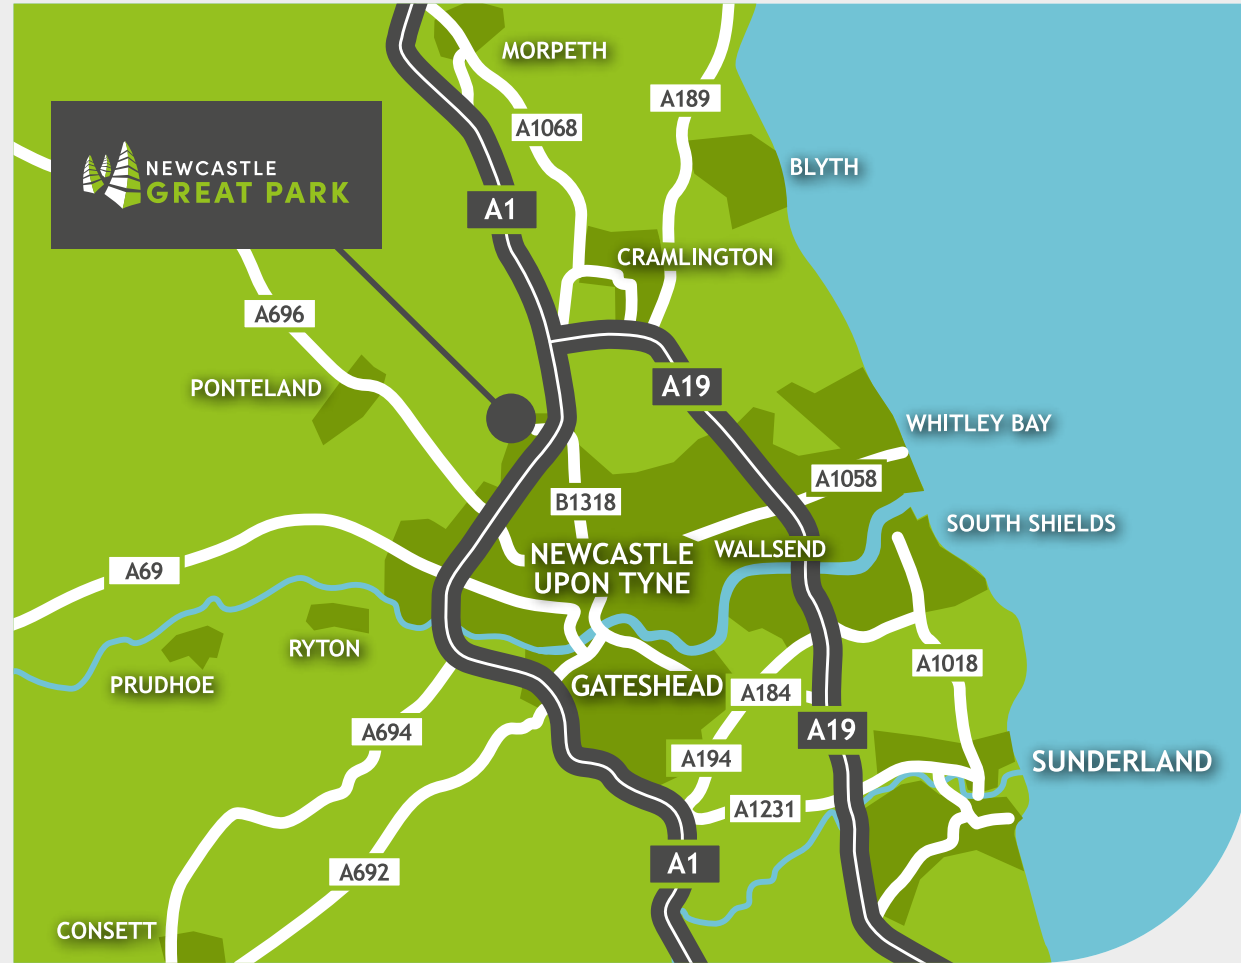 MORPETH
A189
A1068
NEWCASTLE
GREAT PARK
BLYTH
A1
CRAMLINGTON
A696
PONTELAND
A19
WHITLEY BAY
A1058
B1318
SOUTH SHIELDS
NEWCASTLE
UPON TYNE
WALLSEND
A69
RYTON
PRUDHOE
GATESHEAD
A1018
A184
A694
A19
A194
SUNDERLAND
A1231
A1
A692
CONSETT